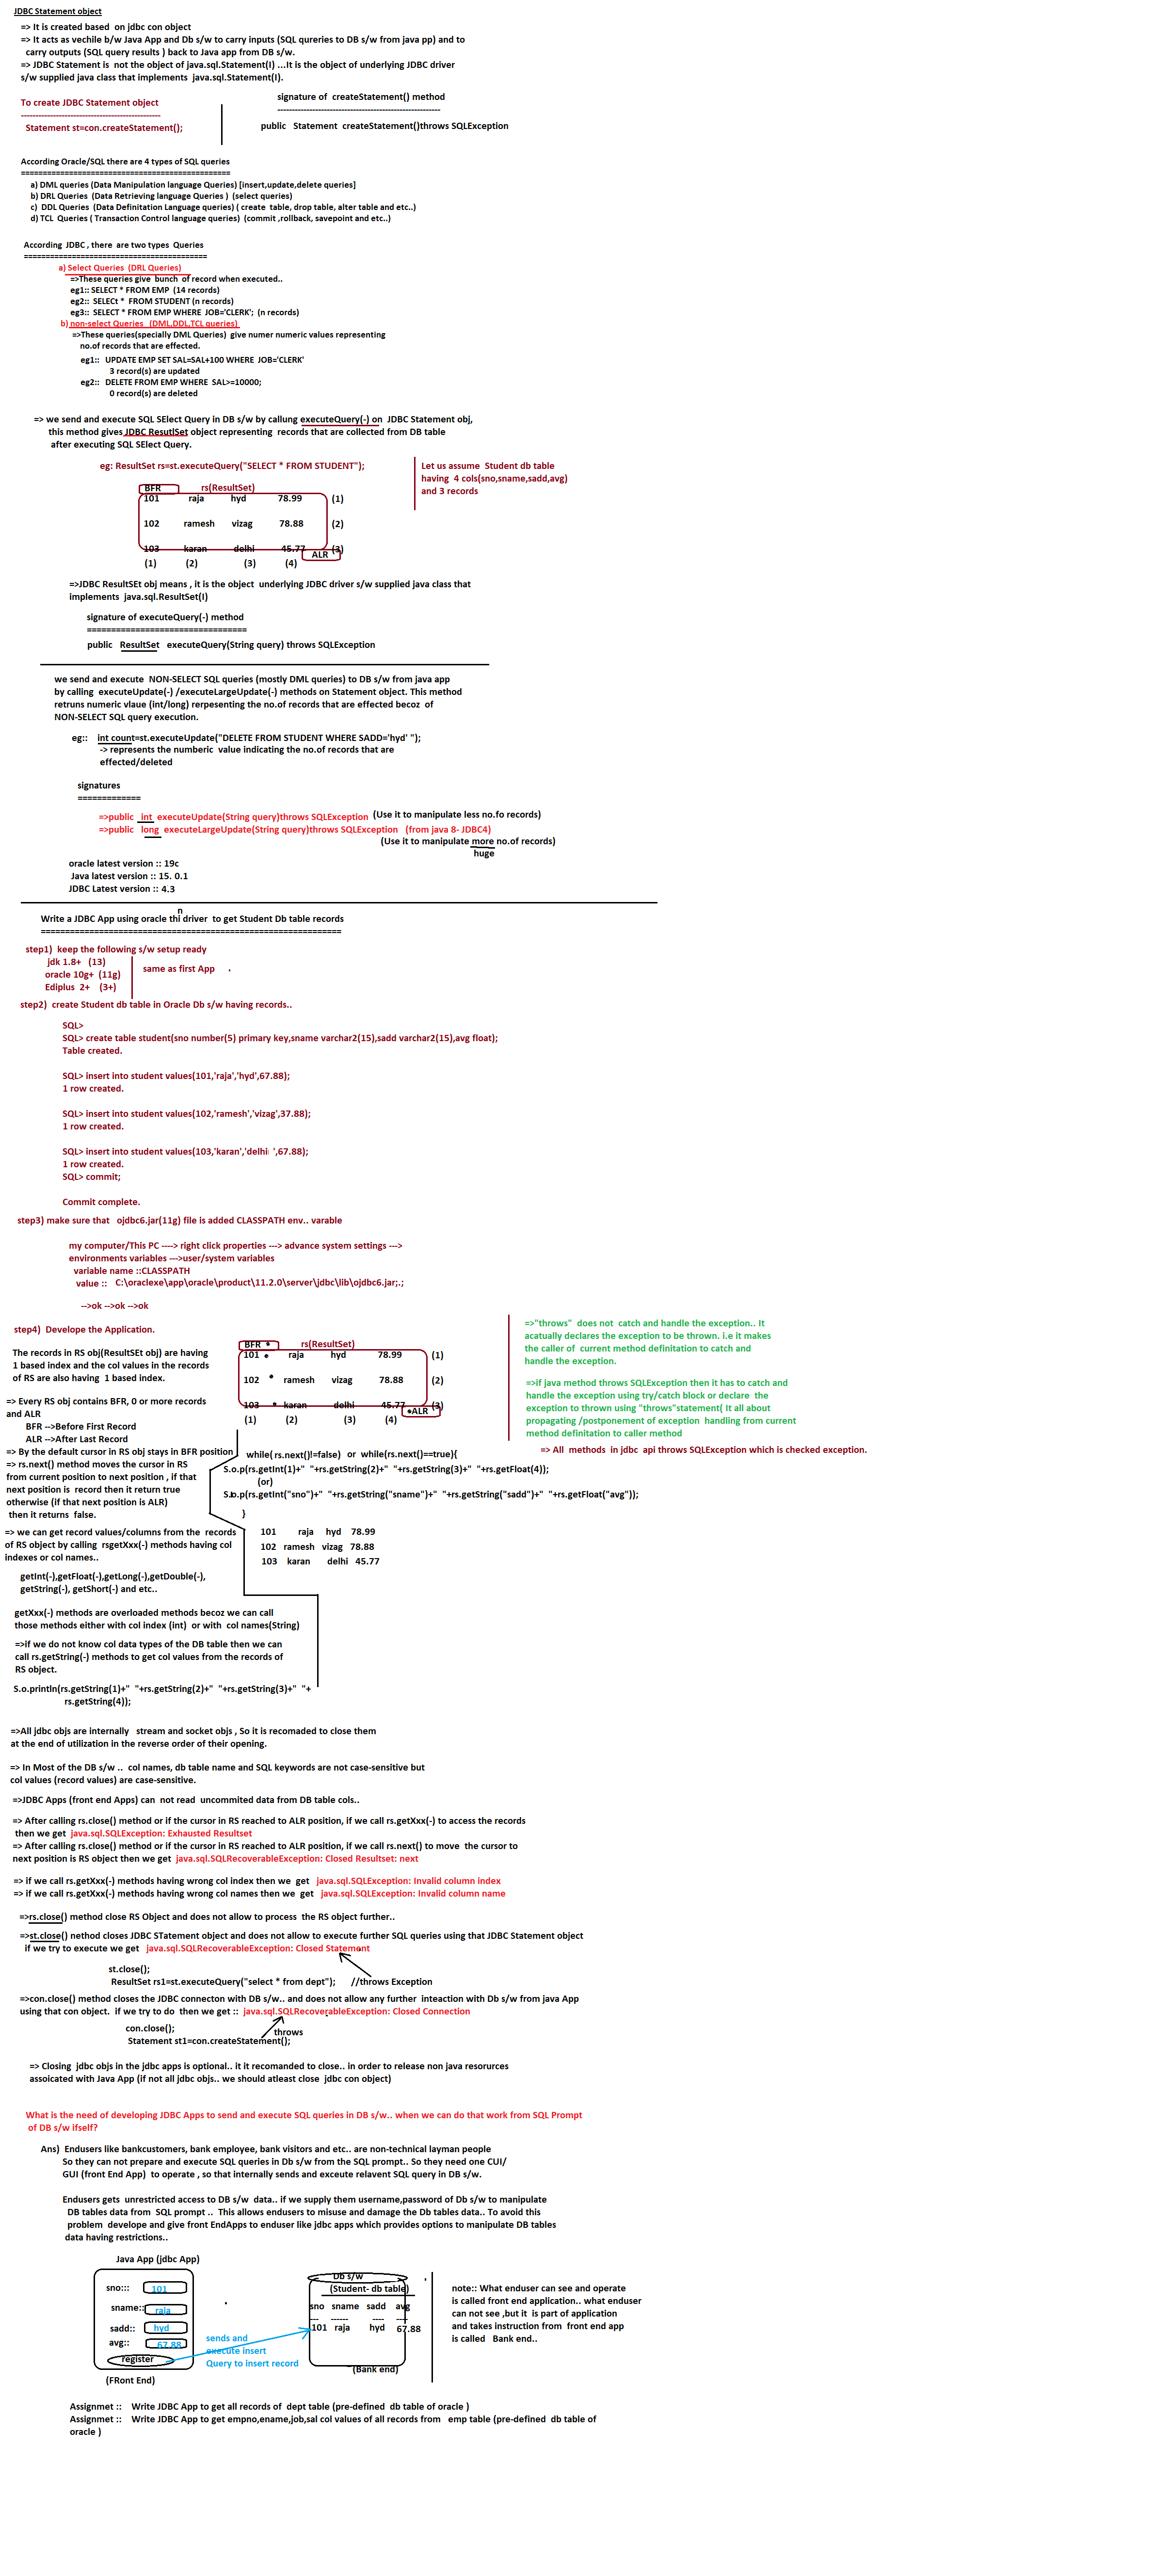 JDBC Statement object
=> It is created based  on jdbc con object
=> It acts as vechile b/w Java App and Db s/w to carry inputs (SQL qureries to DB s/w from java pp) and to
carry outputs (SQL query results ) back to Java app from DB s/w.
=> JDBC Statement is  not the object of java.sql.Statement(I) ...It is the object of underlying JDBC driver
s/w supplied java class that implements  java.sql.Statement(I).
To create JDBC Statement object
------------------------------------------------
Statement st=con.createStatement();
signature of  createStatement() method
--------------------------------------------------------
public   Statement  createStatement()throws SQLException
According Oracle/SQL there are 4 types of SQL queries
================================================
a) DML queries (Data Manipulation language Queries) [insert,update,delete queries]
b) DRL Queries  (Data Retrieving language Queries )  (select queries)
c)  DDL Queries  (Data Definitation Language queries) ( create  table, drop table, alter table and etc..)
d) TCL  Queries ( Transaction Control language queries)  (commit ,rollback, savepoint and etc..)
According  JDBC , there  are two types  Queries
==========================================
a) Select Queries  (DRL Queries)
=>These queries give  bunch  of record when executed..
eg1:: SELECT * FROM EMP  (14 records)
eg2::  SELECt *  FROM STUDENT (n records)
eg3::  SELECT * FROM EMP WHERE  JOB='CLERK';  (n records)
b) non-select Queries   (DML,DDL,TCL queries)
=>These queries(specially DML Queries)  give numer numeric values representing
no.of records that are effected.
eg1::   UPDATE EMP SET SAL=SAL+100 WHERE  JOB='CLERK'
3 record(s) are updated
eg2::   DELETE FROM EMP WHERE  SAL>=10000;
0 record(s) are deleted
=> we send and execute SQL SElect Query in DB s/w by callung executeQuery(-) on  JDBC Statement obj,
this method gives JDBC ResutlSet object representing  records that are collected from DB table
after executing SQL SElect Query.
eg: ResultSet rs=st.executeQuery("SELECT * FROM STUDENT");
Let us assume  Student db table
having  4 cols(sno,sname,sadd,avg)
and 3 records
BFR rs(ResultSet)
101 raja hyd 78.99 (1)
102 ramesh vizag 78.88 (2)
103 karan delhi 45.77 (3)
ALR
(1) (2) (3) (4)
=>JDBC ResultSEt obj means , it is the object  underlying JDBC driver s/w supplied java class that
implements  java.sql.ResultSet(I)
signature of executeQuery(-) method
=================================
public   ResultSet   executeQuery(String query) throws SQLException
we send and execute  NON-SELECT SQL queries (mostly DML queries) to DB s/w from java app
by calling  executeUpdate(-) /executeLargeUpdate(-) methods on Statement object. This method
retruns numeric vlaue (int/long) rerpesenting the no.of records that are effected becoz  of
NON-SELECT SQL query execution.
eg::    int count=st.executeUpdate("DELETE FROM STUDENT WHERE SADD='hyd' ");
-> represents the numberic  value indicating the no.of records that are
effected/deleted
signatures
=============
=>public   int  executeUpdate(String query)throws SQLException  (Use it to manipulate less no.fo records)
=>public   long  executeLargeUpdate(String query)throws SQLException   (from java 8- JDBC4)
(Use it to manipulate more no.of records)
huge
oracle latest version :: 19c
Java latest version :: 15. 0.1
JDBC Latest version :: 4.3
n
Write a JDBC App using oracle thi driver  to get Student Db table records
==============================================================
step1)  keep the following s/w setup ready
jdk 1.8+   (13)
oracle 10g+  (11g)
Ediplus  2+    (3+)
same as first App
step2)  create Student db table in Oracle Db s/w having records..
SQL>
SQL> create table student(sno number(5) primary key,sname varchar2(15),sadd varchar2(15),avg float);
Table created.
SQL> insert into student values(101,'raja','hyd',67.88);
1 row created.
SQL> insert into student values(102,'ramesh','vizag',37.88);
1 row created.
SQL> insert into student values(103,'karan','delhi ',67.88);
1 row created.
SQL> commit;
Commit complete.
step3) make sure that   ojdbc6.jar(11g) file is added CLASSPATH env.. varable
my computer/This PC ----> right click properties ---> advance system settings --->
environments variables --->user/system variables
variable name ::CLASSPATH
value ::   C:\oraclexe\app\oracle\product\11.2.0\server\jdbc\lib\ojdbc6.jar;.;
-->ok -->ok -->ok
step4)  Develope the Application.
The records in RS obj(ResultSEt obj) are having
1 based index and the col values in the records
of RS are also having  1 based index.
=> Every RS obj contains BFR, 0 or more records
and ALR
BFR -->Before First Record
ALR -->After Last Record
=> By the default cursor in RS obj stays in BFR position
=> rs.next() method moves the cursor in RS
from current position to next position , if that
next position is  record then it return true
otherwise (if that next position is ALR)
then it returns  false.
BFR rs(ResultSet)
101 raja hyd 78.99 (1)
102 ramesh vizag 78.88 (2)
103 karan delhi 45.77 (3)
ALR
(1) (2) (3) (4)
=>"throws"  does not  catch and handle the exception.. It
acatually declares the exception to be thrown. i.e it makes
the caller of  current method definitation to catch and
handle the exception.
=>if java method throws SQLException then it has to catch and
handle the exception using try/catch block or declare  the
exception to thrown using "throws"statement( It all about
propagating /postponement of exception  handling from current
method definitation to caller method
=> All  methods  in jdbc  api throws SQLException which is checked exception.
while( rs.next()!=false)   or  while(rs.next()==true){
S.o.p(rs.getInt(1)+"  "+rs.getString(2)+"  "+rs.getString(3)+"  "+rs.getFloat(4));
(or)
S.o.p(rs.getInt("sno")+"  "+rs.getString("sname")+"  "+rs.getString("sadd")+"  "+rs.getFloat("avg"));
}
101 raja hyd 78.99
102 ramesh vizag 78.88
103 karan delhi 45.77
=> we can get record values/columns from the  records
of RS object by calling  rsgetXxx(-) methods having col
indexes or col names..
getInt(-),getFloat(-),getLong(-),getDouble(-),
getString(-), getShort(-) and etc..
getXxx(-) methods are overloaded methods becoz we can call
those methods either with col index (int)  or with  col names(String)
=>if we do not know col data types of the DB table then we can
call rs.getString(-) methods to get col values from the records of
RS object.
S.o.println(rs.getString(1)+"  "+rs.getString(2)+"  "+rs.getString(3)+"  "+
rs.getString(4));
=>All jdbc objs are internally   stream and socket objs , So it is recomaded to close them
at the end of utilization in the reverse order of their opening.
=> In Most of the DB s/w ..  col names, db table name and SQL keywords are not case-sensitive but
col values (record values) are case-sensitive.
=>JDBC Apps (front end Apps) can  not read  uncommited data from DB table cols..
=> After calling rs.close() method or if the cursor in RS reached to ALR position, if we call rs.getXxx(-) to access the records
then we get  java.sql.SQLException: Exhausted Resultset
=> After calling rs.close() method or if the cursor in RS reached to ALR position, if we call rs.next() to move  the cursor to
next position is RS object then we get  java.sql.SQLRecoverableException: Closed Resultset: next
=> if we call rs.getXxx(-) methods having wrong col index then we  get   java.sql.SQLException: Invalid column index
=> if we call rs.getXxx(-) methods having wrong col names then we  get   java.sql.SQLException: Invalid column name
=>rs.close() method close RS Object and does not allow to process  the RS object further..
=>st.close() nethod closes JDBC STatement object and does not allow to execute further SQL queries using that JDBC Statement object
if we try to execute we get   java.sql.SQLRecoverableException: Closed Statement
st.close();
ResultSet rs1=st.executeQuery("select * from dept");      //throws Exception
=>con.close() method closes the JDBC connecton with DB s/w.. and does not allow any further  inteaction with Db s/w from java App
using that con object.  if we try to do  then we get ::  java.sql.SQLRecoverableException: Closed Connection
con.close();
throws
Statement st1=con.createStatement();
=> Closing  jdbc objs in the jdbc apps is optional.. it it recomanded to close.. in order to release non java resorurces
assoicated with Java App (if not all jdbc objs.. we should atleast close  jdbc con object)
What is the need of developing JDBC Apps to send and execute SQL queries in DB s/w.. when we can do that work from SQL Prompt
of DB s/w ifself?
Ans)  Endusers like bankcustomers, bank employee, bank visitors and etc.. are non-technical layman people
So they can not prepare and execute SQL queries in Db s/w from the SQL prompt.. So they need one CUI/
GUI (front End App)  to operate , so that internally sends and exceute relavent SQL query in DB s/w.
Endusers gets  unrestricted access to DB s/w  data.. if we supply them username,password of Db s/w to manipulate
DB tables data from  SQL prompt ..  This allows endusers to misuse and damage the Db tables data.. To avoid this
problem  develope and give front EndApps to enduser like jdbc apps which provides options to manipulate DB tables
data having restrictions..
Java App (jdbc App)
sno::: 101
sname:: raja
sadd:: hyd
avg:: 67.88
register
(FRont End)
sends and
execute insert
Query to insert record
Db s/w
(Student- db table)
sno sname sadd avg
--- ------ ---- ----
101 raja hyd 67.88
(Bank end)
note:: What enduser can see and operate
is called front end application.. what enduser
can not see ,but it  is part of application
and takes instruction from  front end app
is called   Bank end..
Assignmet ::    Write JDBC App to get all records of  dept table (pre-defined  db table of oracle )
Assignmet ::    Write JDBC App to get empno,ename,job,sal col values of all records from   emp table (pre-defined  db table of
oracle )